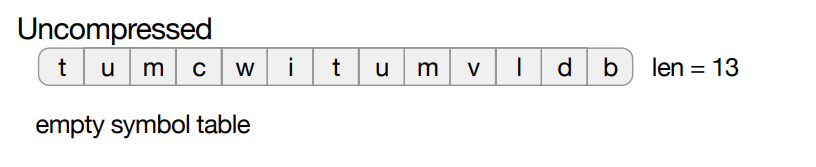 Uncompressed
t u m c w i t u m v l d b len = 13
empty symbol table